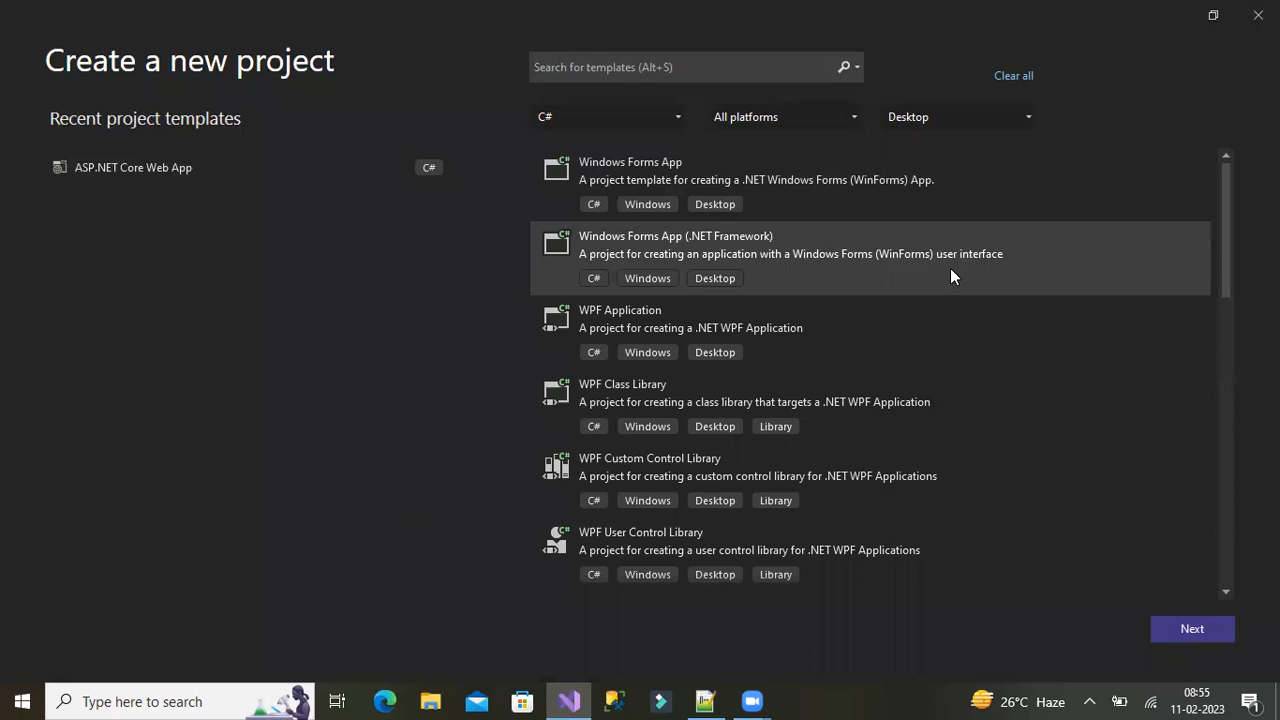 Create a new project
Recent project templates
ASP.NET Core Web App
C#
Search for templates (Alt+S)
Clear all
C#
All platforms
Desktop
C#
Windows Forms App
A project template for creating a .NET Windows Forms (WinForms) App.
C# Windows Desktop
C#
Windows Forms App (.NET Framework)
A project for creating an application with a Windows Forms (WinForms) user interface
C# Windows Desktop
C#
WPF Application
A project for creating a .NET WPF Application
C# Windows Desktop
C#
WPF Class Library
A project for creating a class library that targets a .NET WPF Application
C# Windows Desktop Library
C#
WPF Custom Control Library
A project for creating a custom control library for .NET WPF Applications
C# Windows Desktop Library
C#
WPF User Control Library
A project for creating a user control library for .NET WPF Applications
C# Windows Desktop Library
Next
Type here to search
26°C Haze
08:55
11-02-2023
1